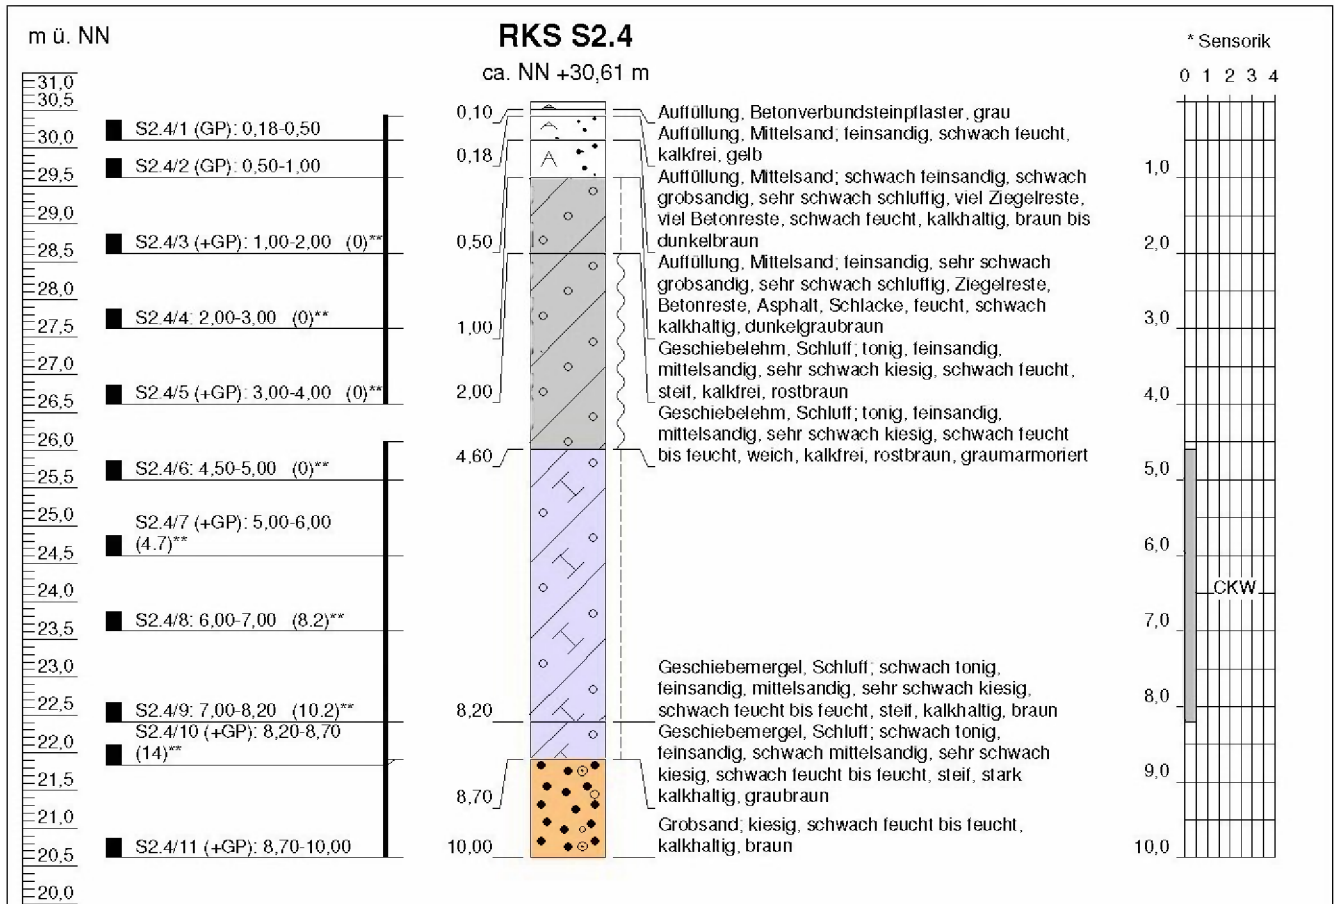 m ü. NN
RKS S2.4
ca. NN +30,61 m
* Sensorik
0 1 2 3 4
31,0
30,5
30,0
29,5
29,0
28,5
28,0
27,5
27,0
26,5
26,0
25,5
25,0
24,5
24,0
23,5
23,0
22,5
22,0
21,5
21,0
20,5
20,0
S2.4/1 (GP): 0,18-0,50
S2.4/2 (GP): 0,50-1,00
S2.4/3 (+GP): 1,00-2,00 (0)**
S2.4/4: 2,00-3,00 (0)**
S2.4/5 (+GP): 3,00-4,00 (0)**
S2.4/6: 4,50-5,00 (0)**
S2.4/7 (+GP): 5,00-6,00
(4.7)**
S2.4/8: 6,00-7,00 (8.2)**
S2.4/9: 7,00-8,20 (10.2)**
S2.4/10 (+GP): 8,20-8,70
(14)**
S2.4/11 (+GP): 8,70-10,00
0,10
0,18
0,50
1,00
2,00
4,60
8,20
8,70
10,00
Auffüllung, Betonverbundsteinpflaster, grau
Auffüllung, Mittelsand; feinsandig, schwach feucht,
kalkfrei, gelb
Auffüllung, Mittelsand; schwach feinsandig, schwach
grobsandig, sehr schwach schluffig, viel Ziegelreste,
viel Betonreste, schwach feucht, kalkhaltig, braun bis
dunkelbraun
Auffüllung, Mittelsand; feinsandig, sehr schwach
grobsandig, sehr schwach schluffig, Ziegelreste,
Betonreste, Asphalt, Schlacke, feucht, schwach
kalkhaltig, dunkelgraubraun
Geschiebelehm, Schluff; tonig, feinsandig,
mittelsandig, sehr schwach kiesig, schwach feucht,
steif, kalkfrei, rostbraun
Geschiebelehm, Schluff; tonig, feinsandig,
mittelsandig, sehr schwach kiesig, schwach feucht
bis feucht, weich, kalkfrei, rostbraun, graumarmoriert
Geschiebemergel, Schluff; schwach tonig,
feinsandig, mittelsandig, sehr schwach kiesig,
schwach feucht bis feucht, steif, kalkhaltig, braun
Geschiebemergel, Schluff; schwach tonig,
feinsandig, schwach mittelsandig, sehr schwach
kiesig, schwach feucht bis feucht, steif, stark
kalkhaltig, graubraun
Grobsand; kiesig, schwach feucht bis feucht,
kalkhaltig, braun
1,0
2,0
3,0
4,0
5,0
6,0
7,0
8,0
9,0
10,0
CKW